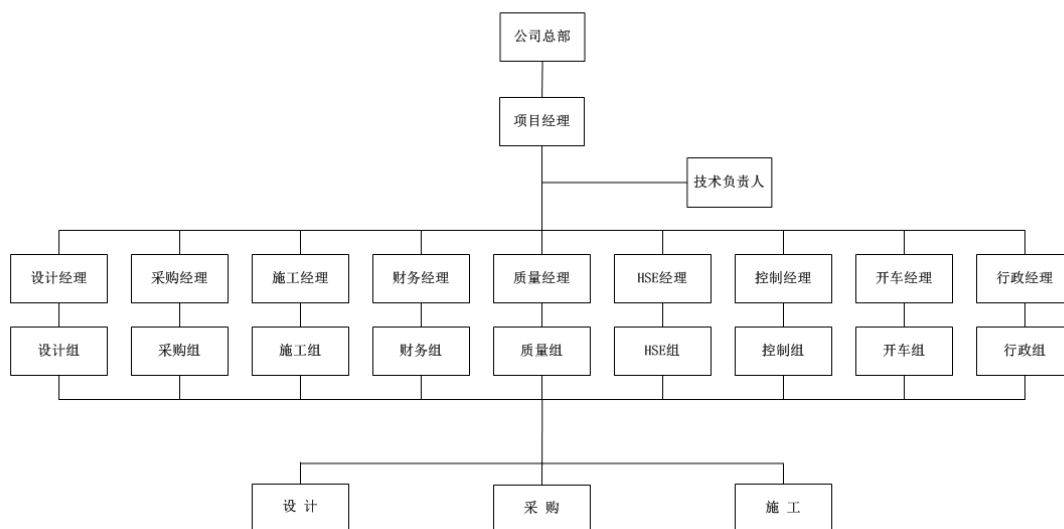 公司总部
项目经理
技术负责人
设计经理 采购经理 施工经理 财务经理 质量经理 HSE经理 控制经理 开车经理 行政经理
设计组 采购组 施工组 财务组 质量组 HSE组 控制组 开车组 行政组
设 计 采 购 施 工